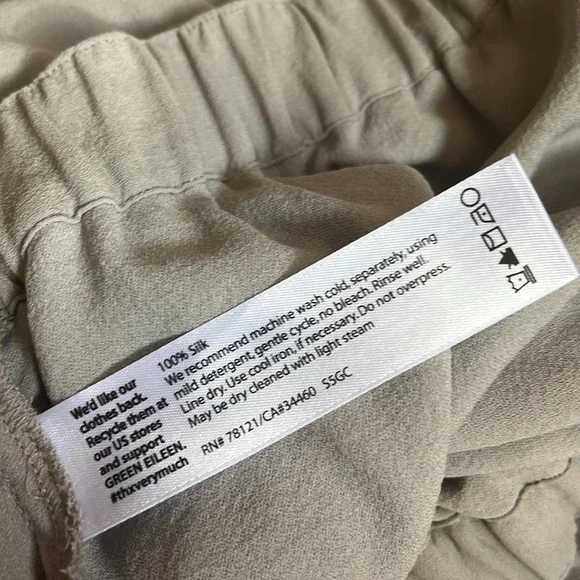 100% Silk
We recommend machine wash cold, separately, using
mild detergent, gentle cycle, no bleach. Rinse well.
Line dry. Use cool iron, if necessary. Do not overpress.
May be dry cleaned with light steam
RN# 78121/CA#34460 SSGC
We'd like our
clothes back.
Recycle them at
our US stores
and support
GREEN EILEEN.
#thxverymuch